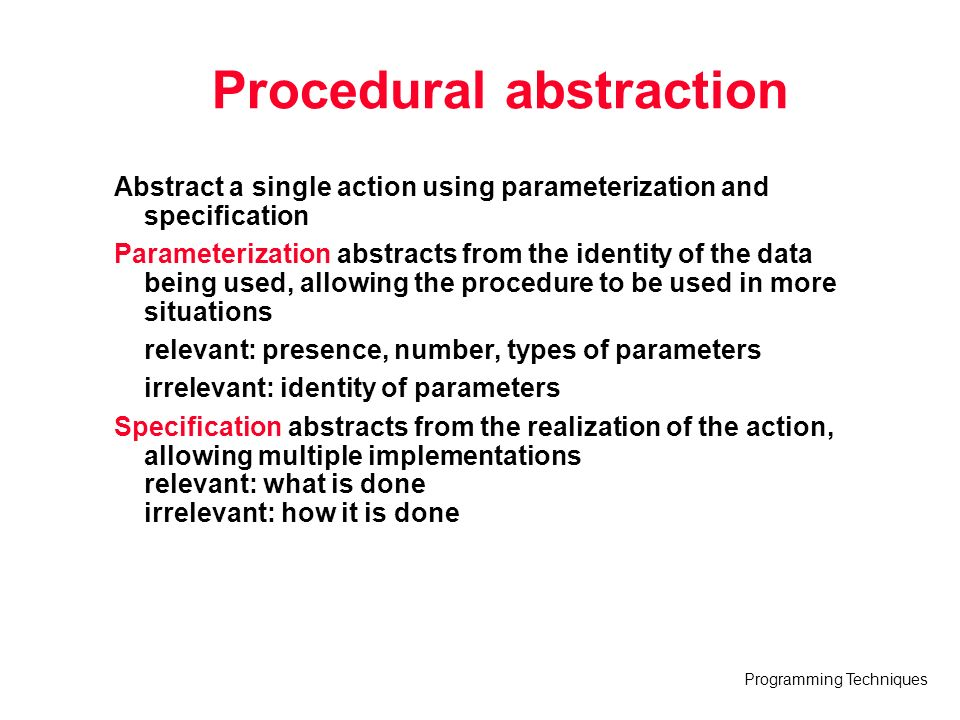 Procedural abstraction
Abstract a single action using parameterization and
specification
Parameterization abstracts from the identity of the data
being used, allowing the procedure to be used in more
situations
relevant: presence, number, types of parameters
irrelevant: identity of parameters
Specification abstracts from the realization of the action,
allowing multiple implementations
relevant: what is done
irrelevant: how it is done
Programming Techniques